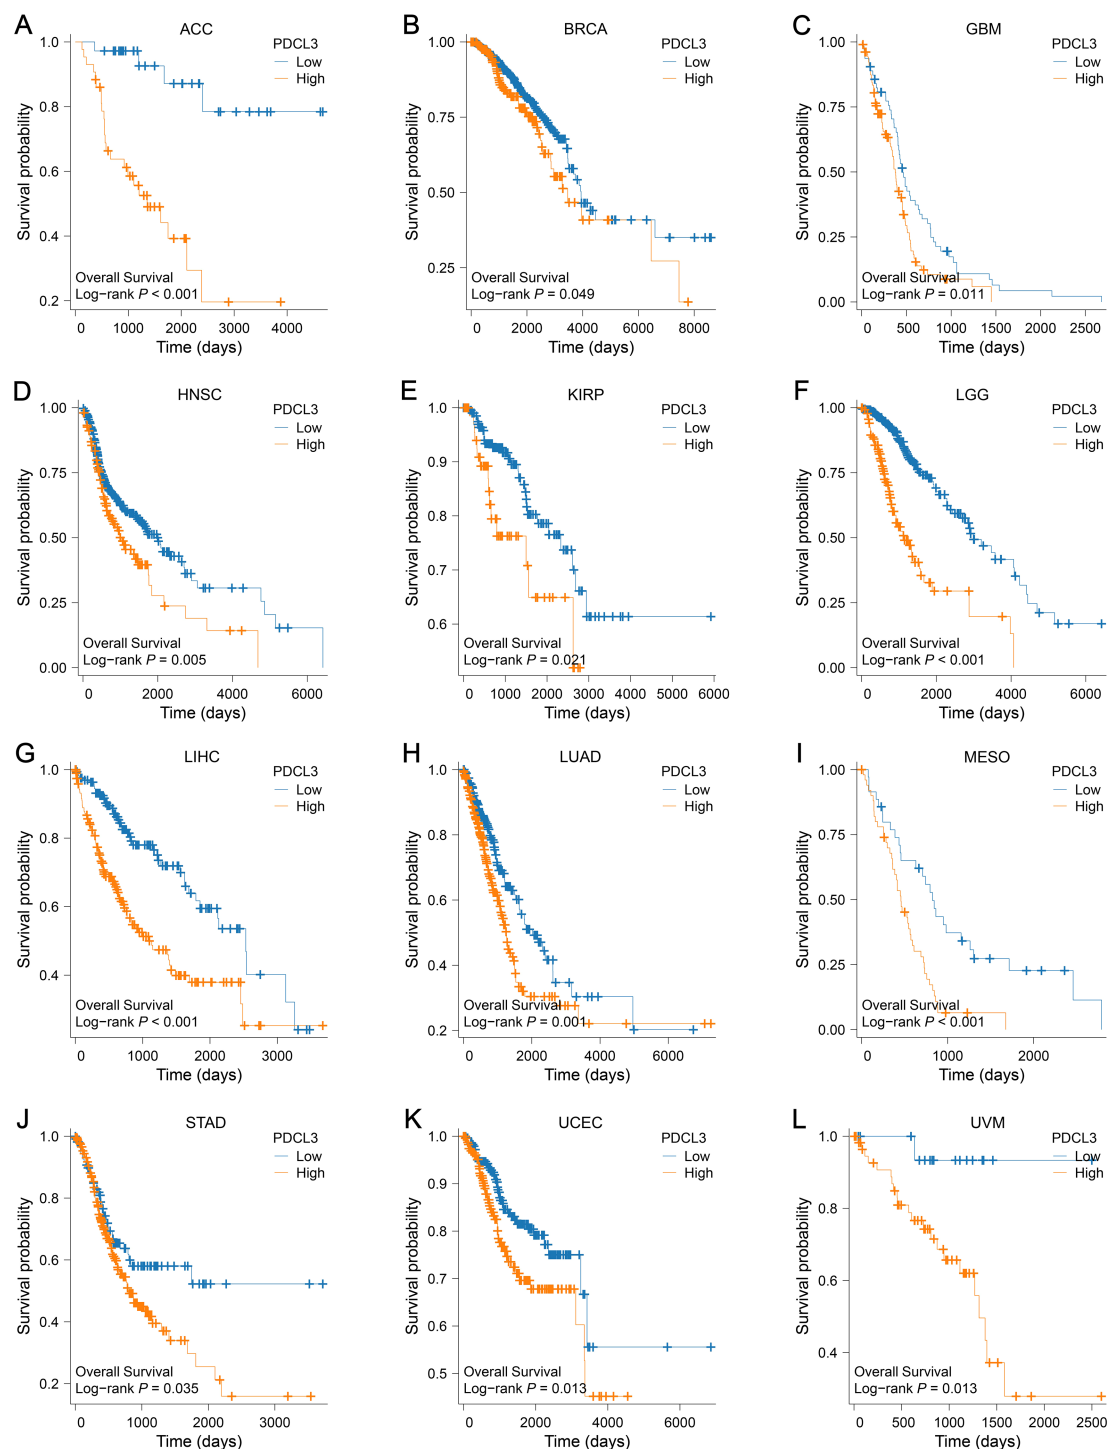 A
ACC
PDCL3
Low
High
1.0
0.8
0.6
0.4
0.2
Survival probability
Overall Survival
Log−rank P < 0.001
0 1000 2000 3000 4000
Time (days)
B
BRCA
PDCL3
Low
High
1.00
0.75
0.50
0.25
Survival probability
Overall Survival
Log−rank P = 0.049
0 2000 4000 6000 8000
Time (days)
C
GBM
PDCL3
Low
High
1.00
0.75
0.50
0.25
0.00
Survival probability
Overall Survival
Log−rank P = 0.011
0 500 1000 1500 2000 2500
Time (days)
D
HNSC
PDCL3
Low
High
1.00
0.75
0.50
0.25
0.00
Survival probability
Overall Survival
Log−rank P = 0.005
0 2000 4000 6000
Time (days)
E
KIRP
PDCL3
Low
High
1.0
0.9
0.8
0.7
0.6
Survival probability
Overall Survival
Log−rank P = 0.021
0 1000 2000 3000 4000 5000 6000
Time (days)
F
LGG
PDCL3
Low
High
1.00
0.75
0.50
0.25
0.00
Survival probability
Overall Survival
Log−rank P < 0.001
0 2000 4000 6000
Time (days)
G
LIHC
PDCL3
Low
High
1.0
0.8
0.6
0.4
Survival probability
Overall Survival
Log−rank P < 0.001
0 1000 2000 3000
Time (days)
H
LUAD
PDCL3
Low
High
1.0
0.8
0.6
0.4
0.2
Survival probability
Overall Survival
Log−rank P = 0.001
0 2000 4000 6000
Time (days)
I
MESO
PDCL3
Low
High
1.00
0.75
0.50
0.25
0.00
Survival probability
Overall Survival
Log−rank P < 0.001
0 1000 2000
Time (days)
J
STAD
PDCL3
Low
High
1.0
0.8
0.6
0.4
0.2
Survival probability
Overall Survival
Log−rank P = 0.035
0 1000 2000 3000
Time (days)
K
UCEC
PDCL3
Low
High
1.0
0.9
0.8
0.7
0.6
0.5
Survival probability
Overall Survival
Log−rank P = 0.013
0 2000 4000 6000
Time (days)
L
UVM
PDCL3
Low
High
1.0
0.8
0.6
0.4
Survival probability
Overall Survival
Log−rank P = 0.013
0 500 1000 1500 2000 2500
Time (days)